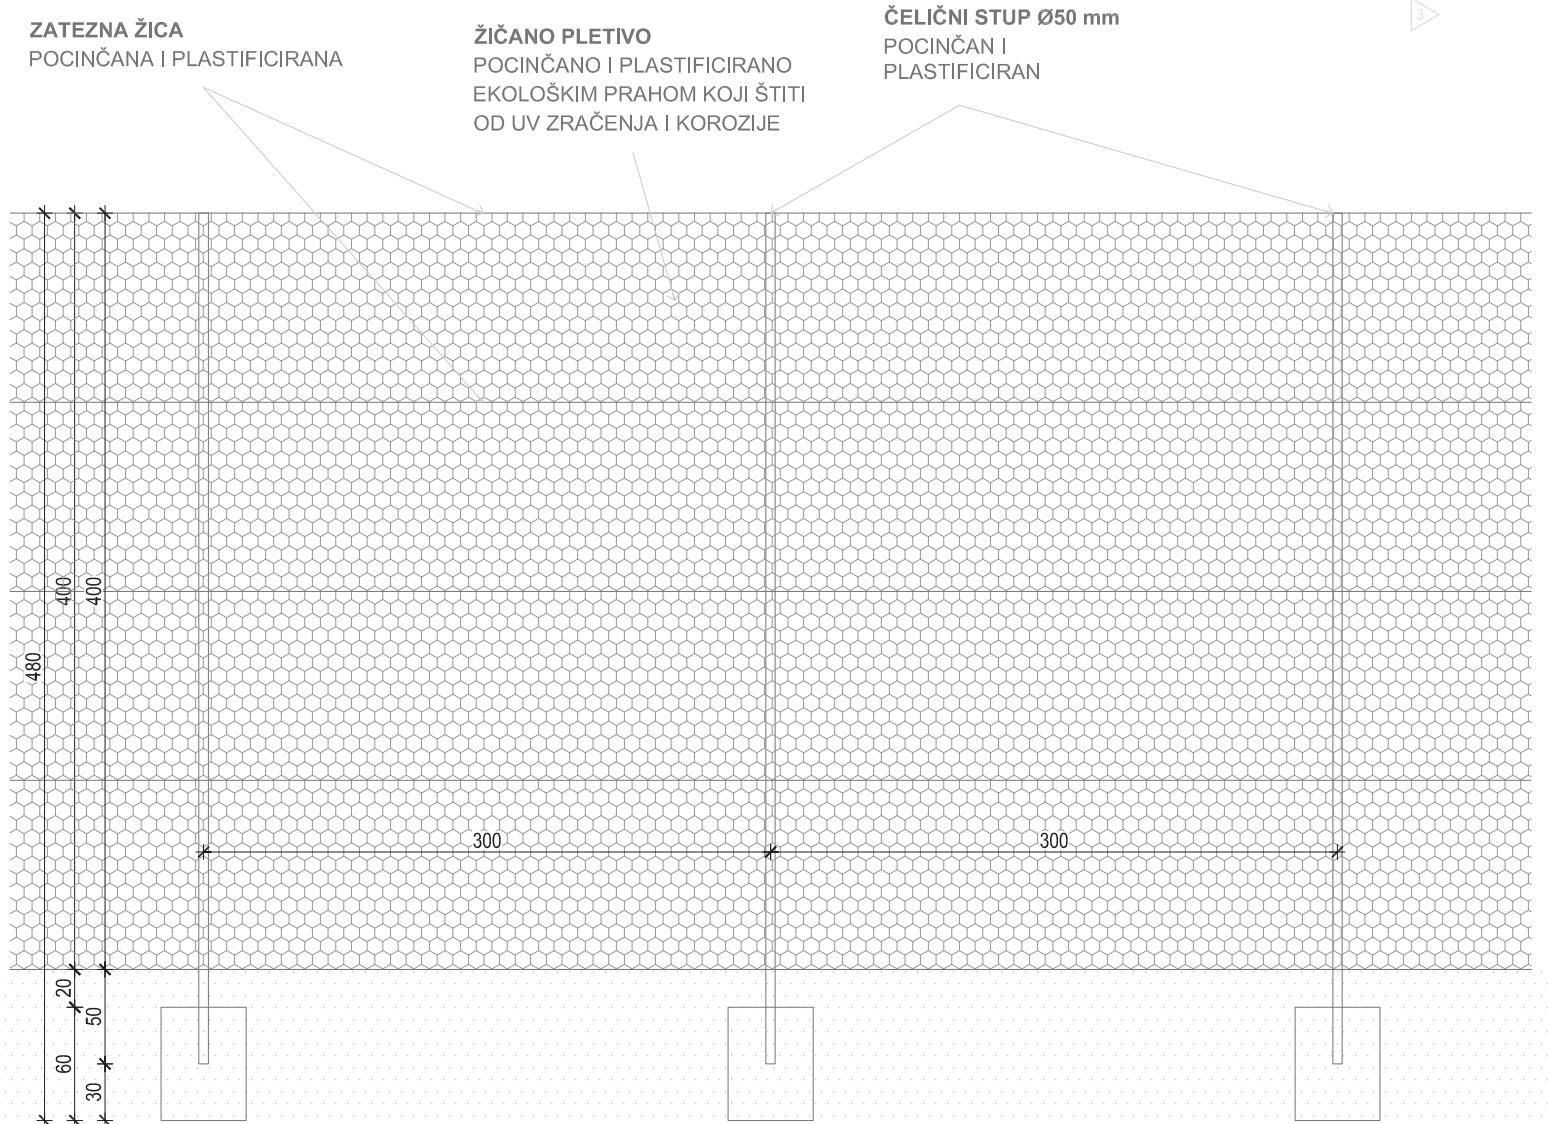 ZATEZNA ŽICA
POCINČANA I PLASTIFICIRANA
ŽIČANO PLETIVO
POCINČANO I PLASTIFICIRANO
EKOLOŠKIM PRAHOM KOJI ŠTITI
OD UV ZRAČENJA I KOROZIJE
ČELIČNI STUP Ø50 mm
POCINČAN I
PLASTIFICIRAN
3
400
400
480
300
300
20
50
60
30